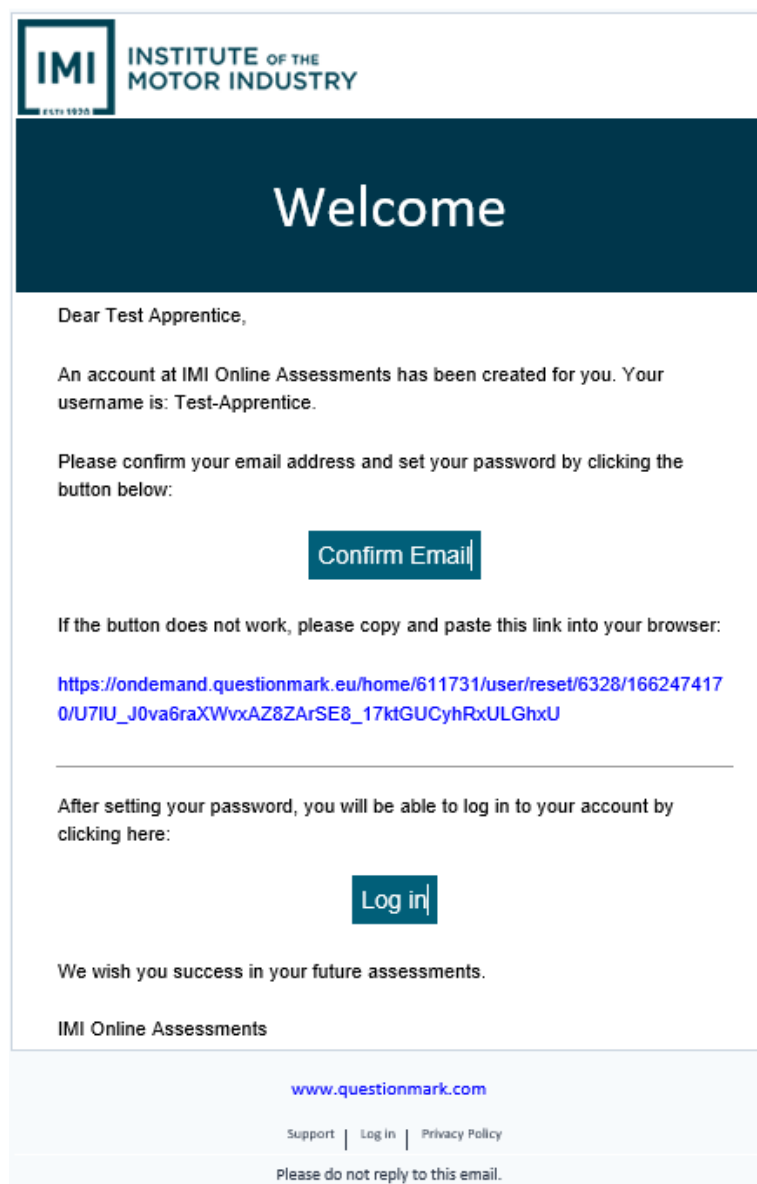 IMI
INSTITUTE OF THE
MOTOR INDUSTRY
ESTD 1920
Welcome
Dear Test Apprentice,
An account at IMI Online Assessments has been created for you. Your
username is: Test-Apprentice.
Please confirm your email address and set your password by clicking the
button below:
Confirm Email
If the button does not work, please copy and paste this link into your browser:
https://ondemand.questionmark.eu/home/611731/user/reset/6328/166247417
0/U7IU_J0va6raXWvxAZ8ZArSE8_17ktGUCyhRxULGhxU
After setting your password, you will be able to log in to your account by
clicking here:
Log in
We wish you success in your future assessments.
IMI Online Assessments
www.questionmark.com
Support | Log in | Privacy Policy
Please do not reply to this email.